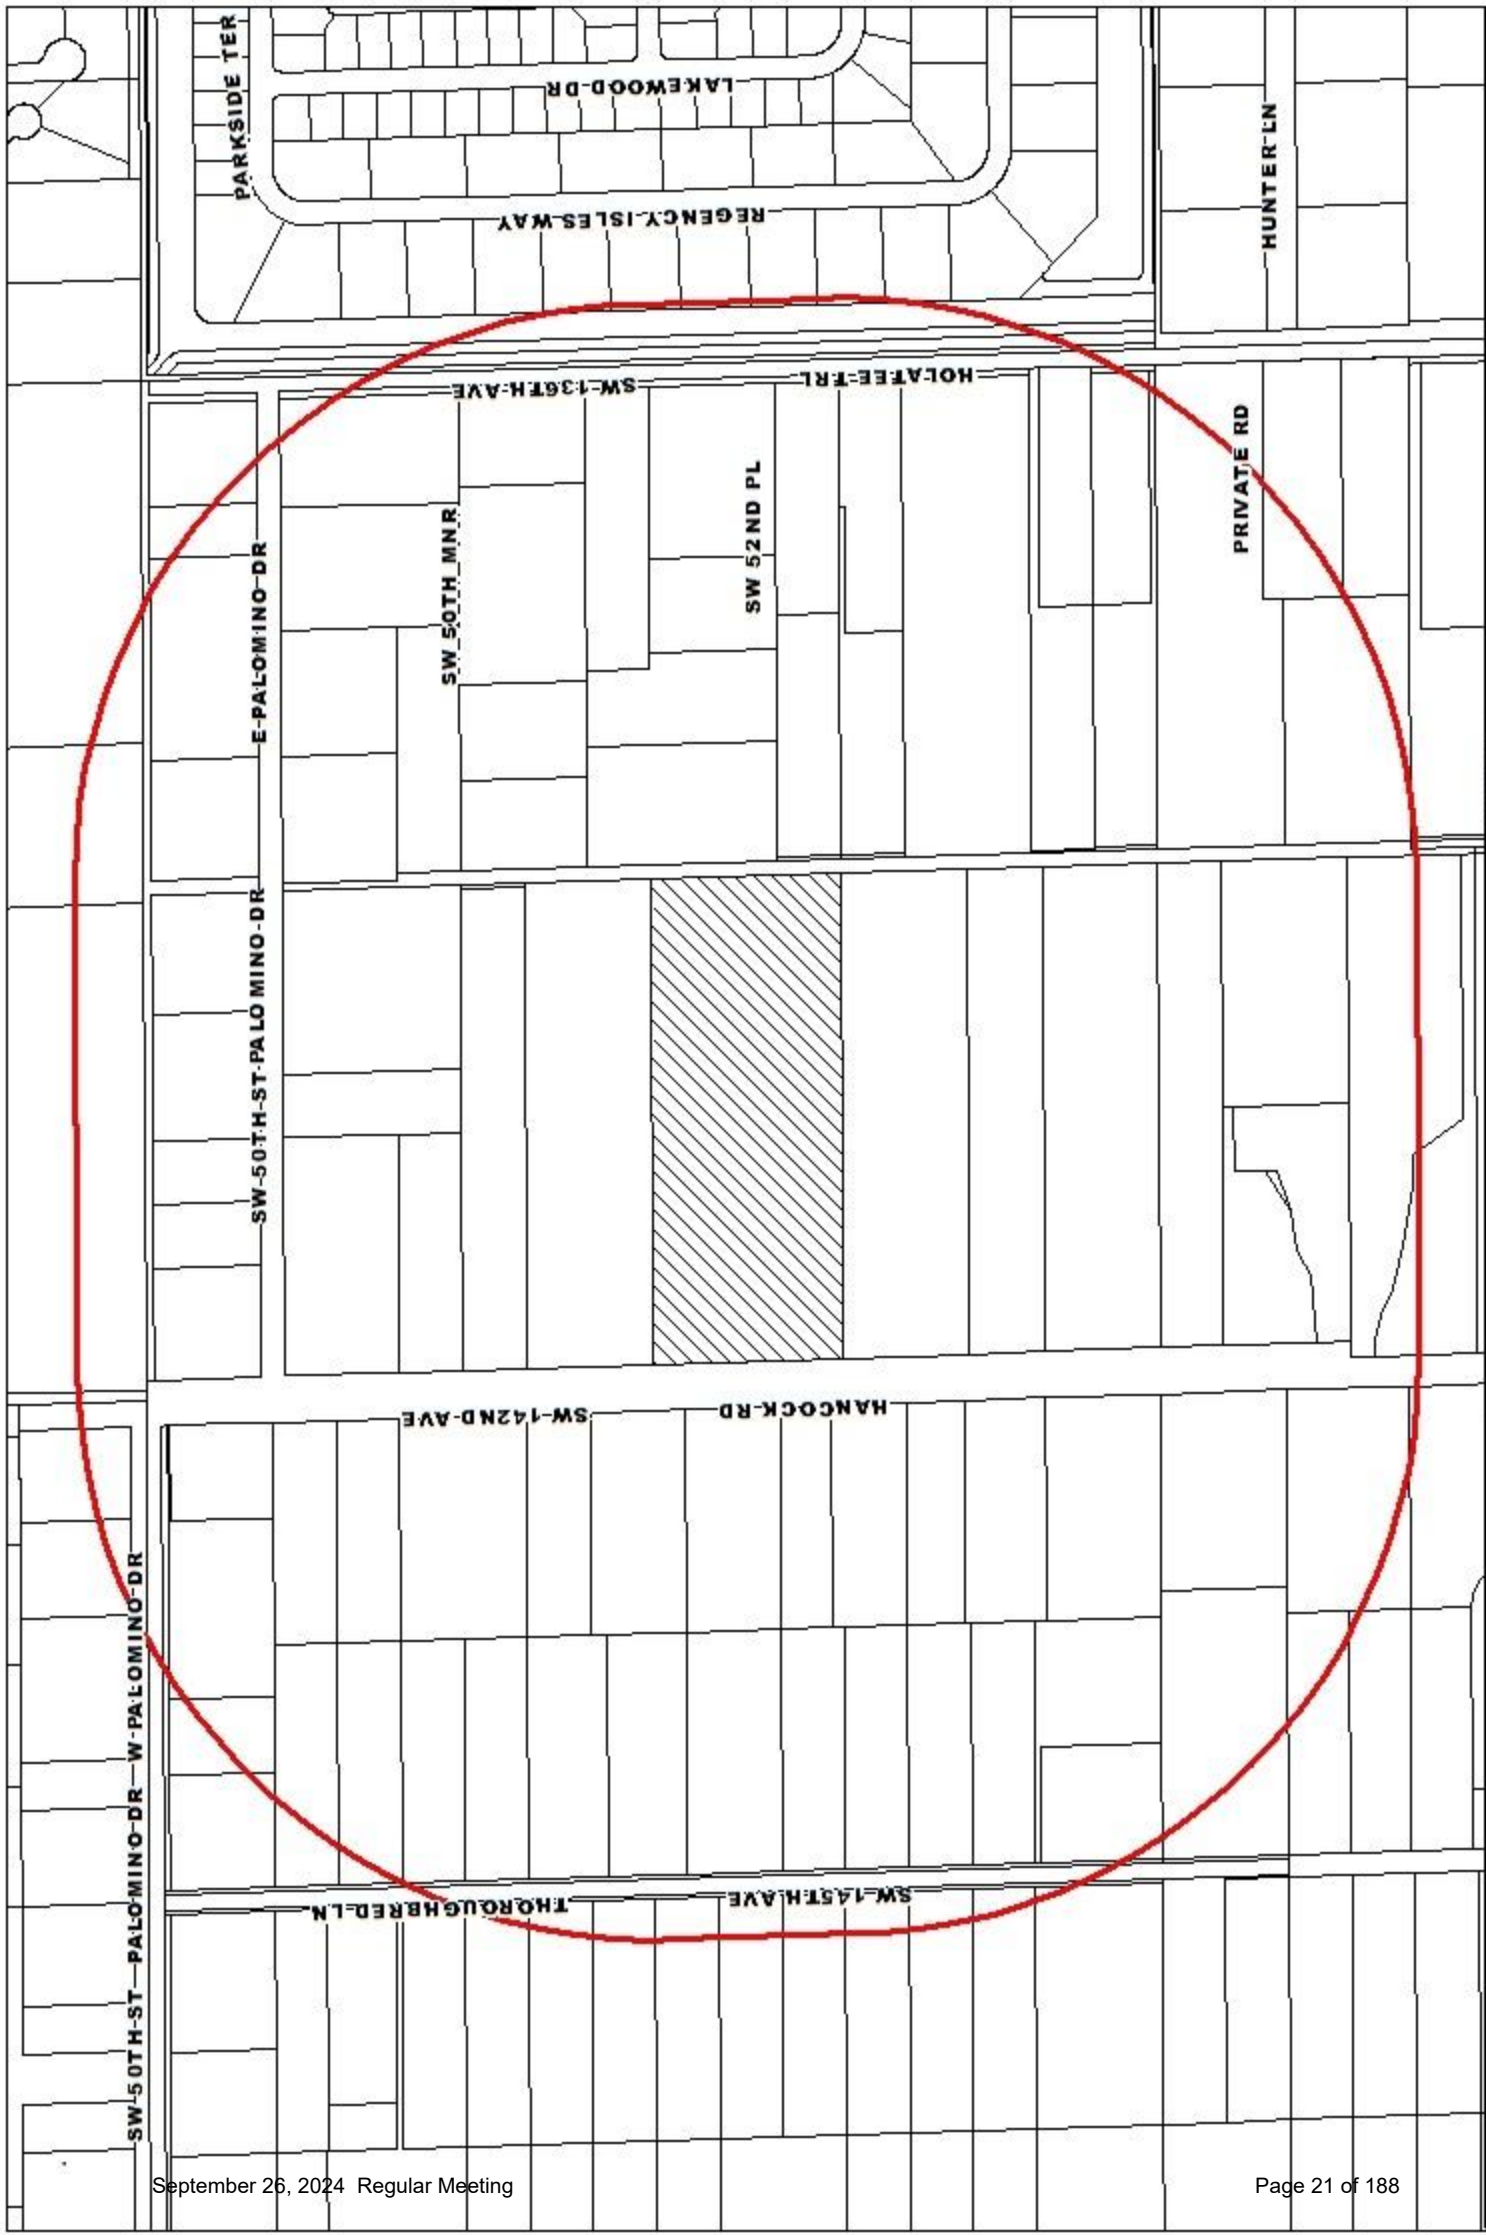 PARKSIDE TER
LAKEWOOD DR
HUNTER LN
REGENCY ISLES WAY
SW 136TH AVE
HOLATEE TRL
PRIVATE RD
SW 52ND PL
SW 50TH MNR
E PALOMINO DR
SW 50TH ST PALOMINO DR
SW 142ND AVE
HANCOCK RD
SW 50TH ST PALOMINO DR W PALOMINO DR
THOROUGHBRED LN
SW 145TH AVE
September 26, 2024 Regular Meeting
Page 21 of 188